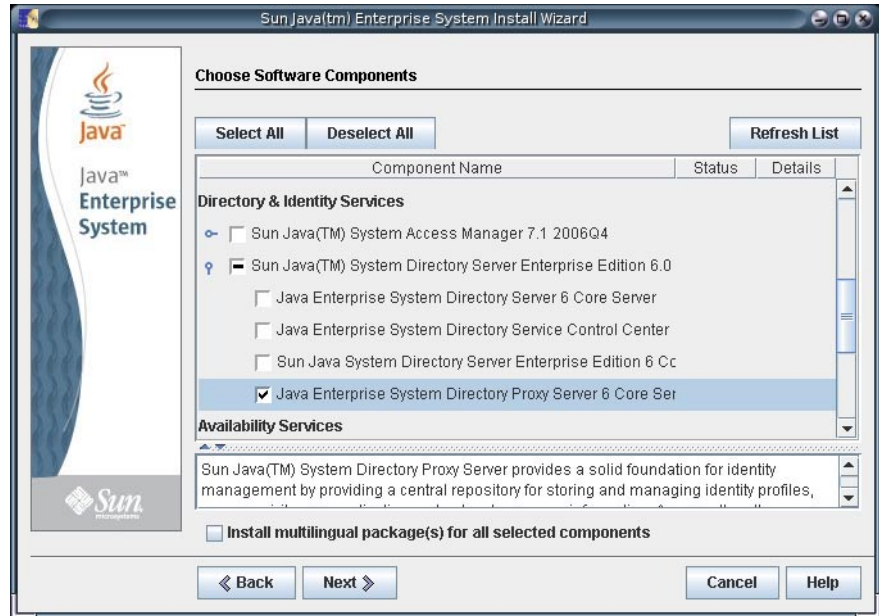 Sun Java(tm) Enterprise System Install Wizard
Java
Java™
Enterprise
System
Sun
microsystems
Choose Software Components
Select All Deselect All Refresh List
Component Name Status Details
Directory & Identity Services
Sun Java(TM) System Access Manager 7.1 2006Q4
Sun Java(TM) System Directory Server Enterprise Edition 6.0
Java Enterprise System Directory Server 6 Core Server
Java Enterprise System Directory Service Control Center
Sun Java System Directory Server Enterprise Edition 6 Cc
Java Enterprise System Directory Proxy Server 6 Core Ser
Availability Services
Sun Java(TM) System Directory Proxy Server provides a solid foundation for identity
management by providing a central repository for storing and managing identity profiles,
Install multilingual package(s) for all selected components
Back Next Cancel Help